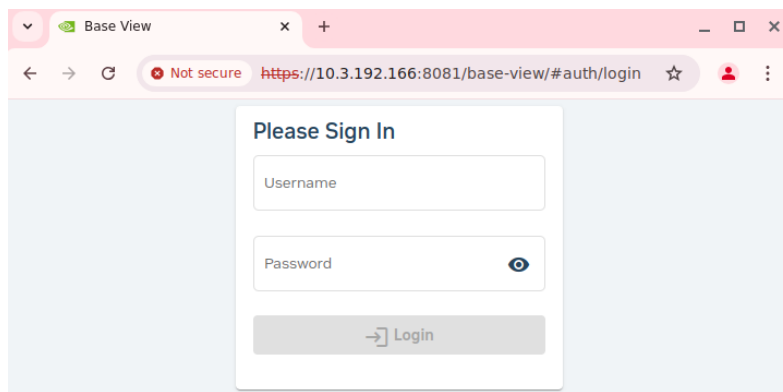 Base View
Not secure https://10.3.192.166:8081/base-view/#auth/login
Please Sign In
Username
Password
Login